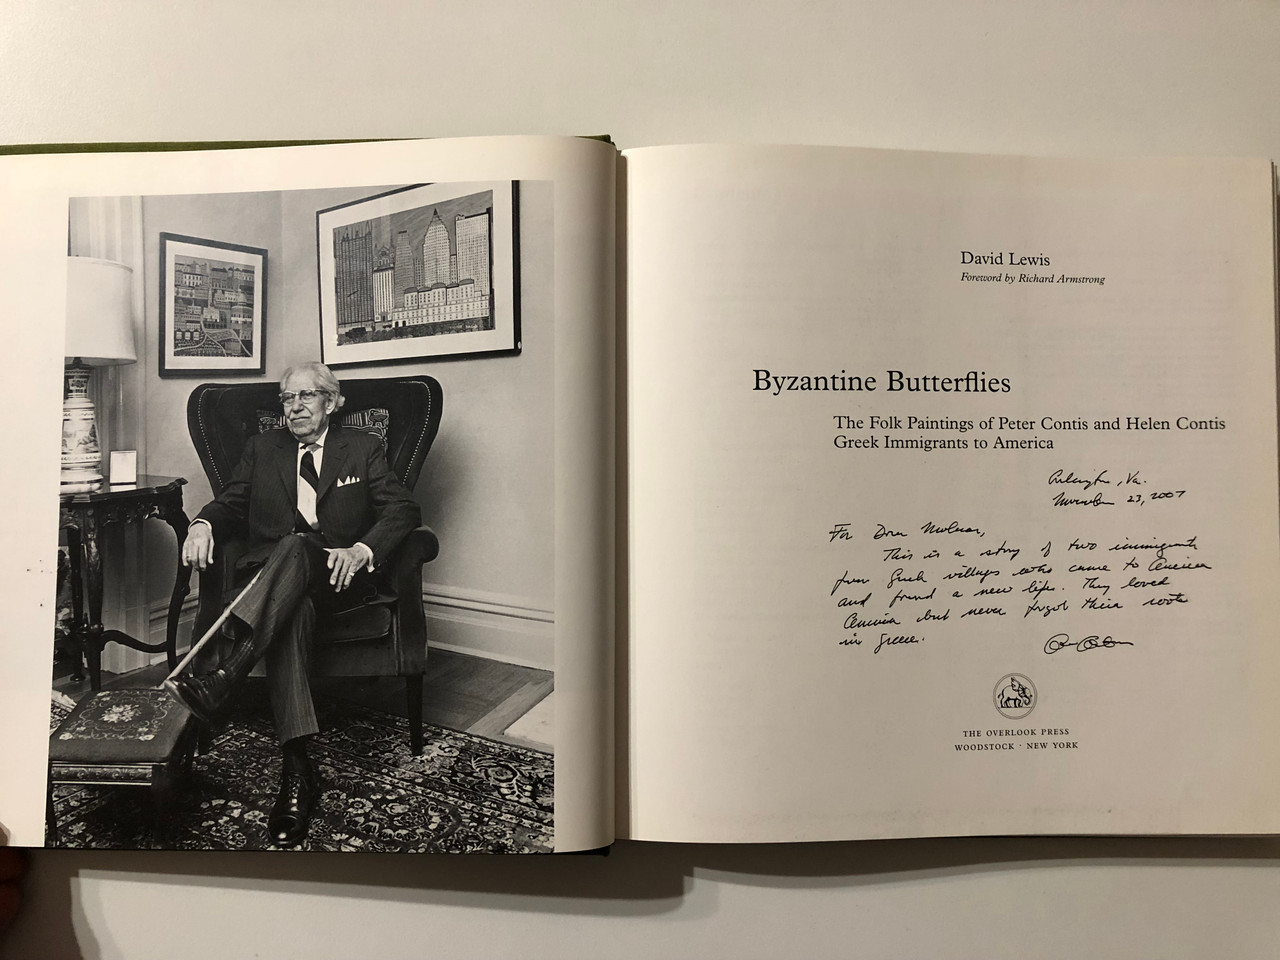 David Lewis
Foreword by Richard Armstrong
Byzantine Butterflies
The Folk Paintings of Peter Contis and Helen Contis
Greek Immigrants to America
Arlington, Va.
November 23, 2007
For Dora
This is a story of two immigrants
from Greek villages who came to America
and found a new life. They loved
America but never forgot their roots
in Greece.
THE OVERLOOK PRESS
WOODSTOCK · NEW YORK